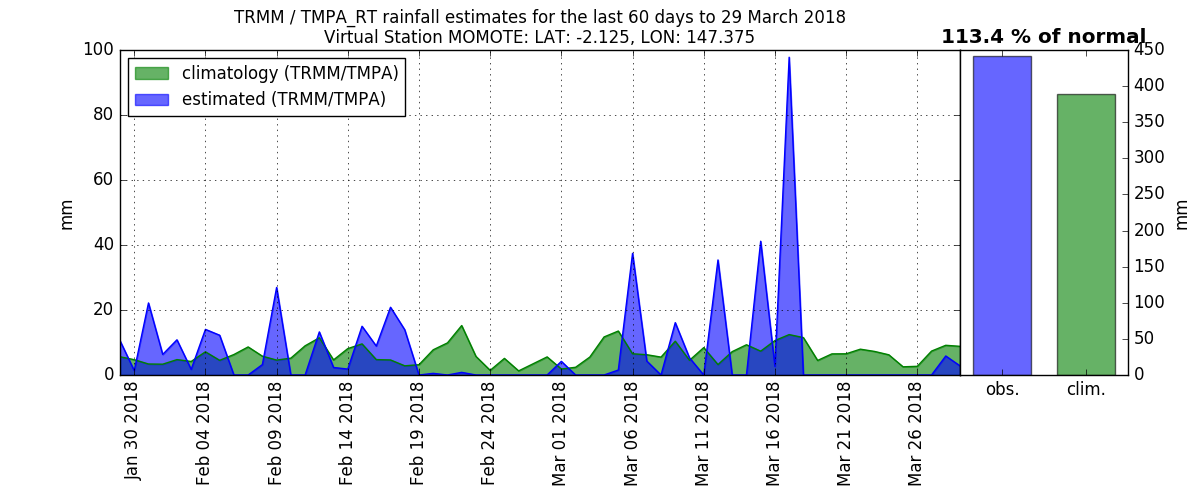 TRMM / TMPA_RT rainfall estimates for the last 60 days to 29 March 2018
Virtual Station MOMOTE: LAT: -2.125, LON: 147.375
113.4 % of normal
climatology (TRMM/TMPA)
estimated (TRMM/TMPA)
mm
100
80
60
40
20
0
Jan 30 2018
Feb 04 2018
Feb 09 2018
Feb 14 2018
Feb 19 2018
Feb 24 2018
Mar 01 2018
Mar 06 2018
Mar 11 2018
Mar 16 2018
Mar 21 2018
Mar 26 2018
obs.
clim.
450
400
350
300
250
200
150
100
50
0
mm